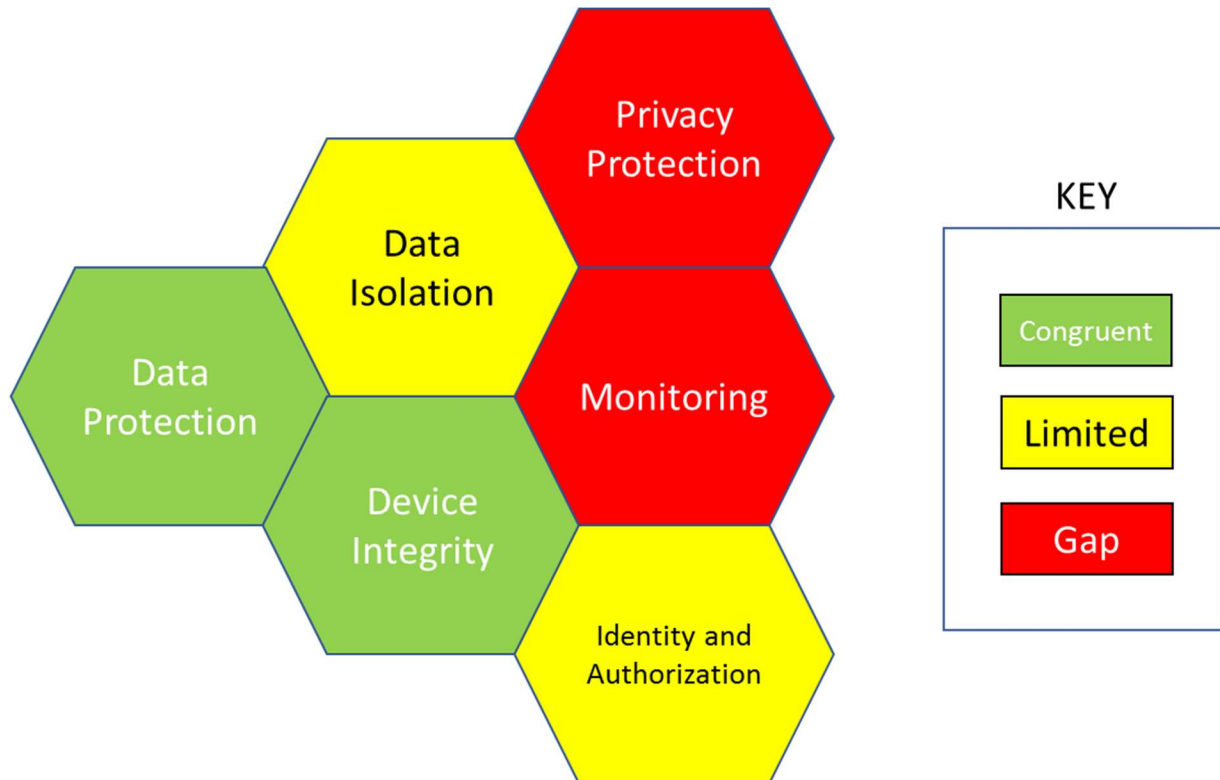 Privacy
Protection
Data
Isolation
Data
Protection
Monitoring
Device
Integrity
Identity and
Authorization
KEY
Congruent
Limited
Gap